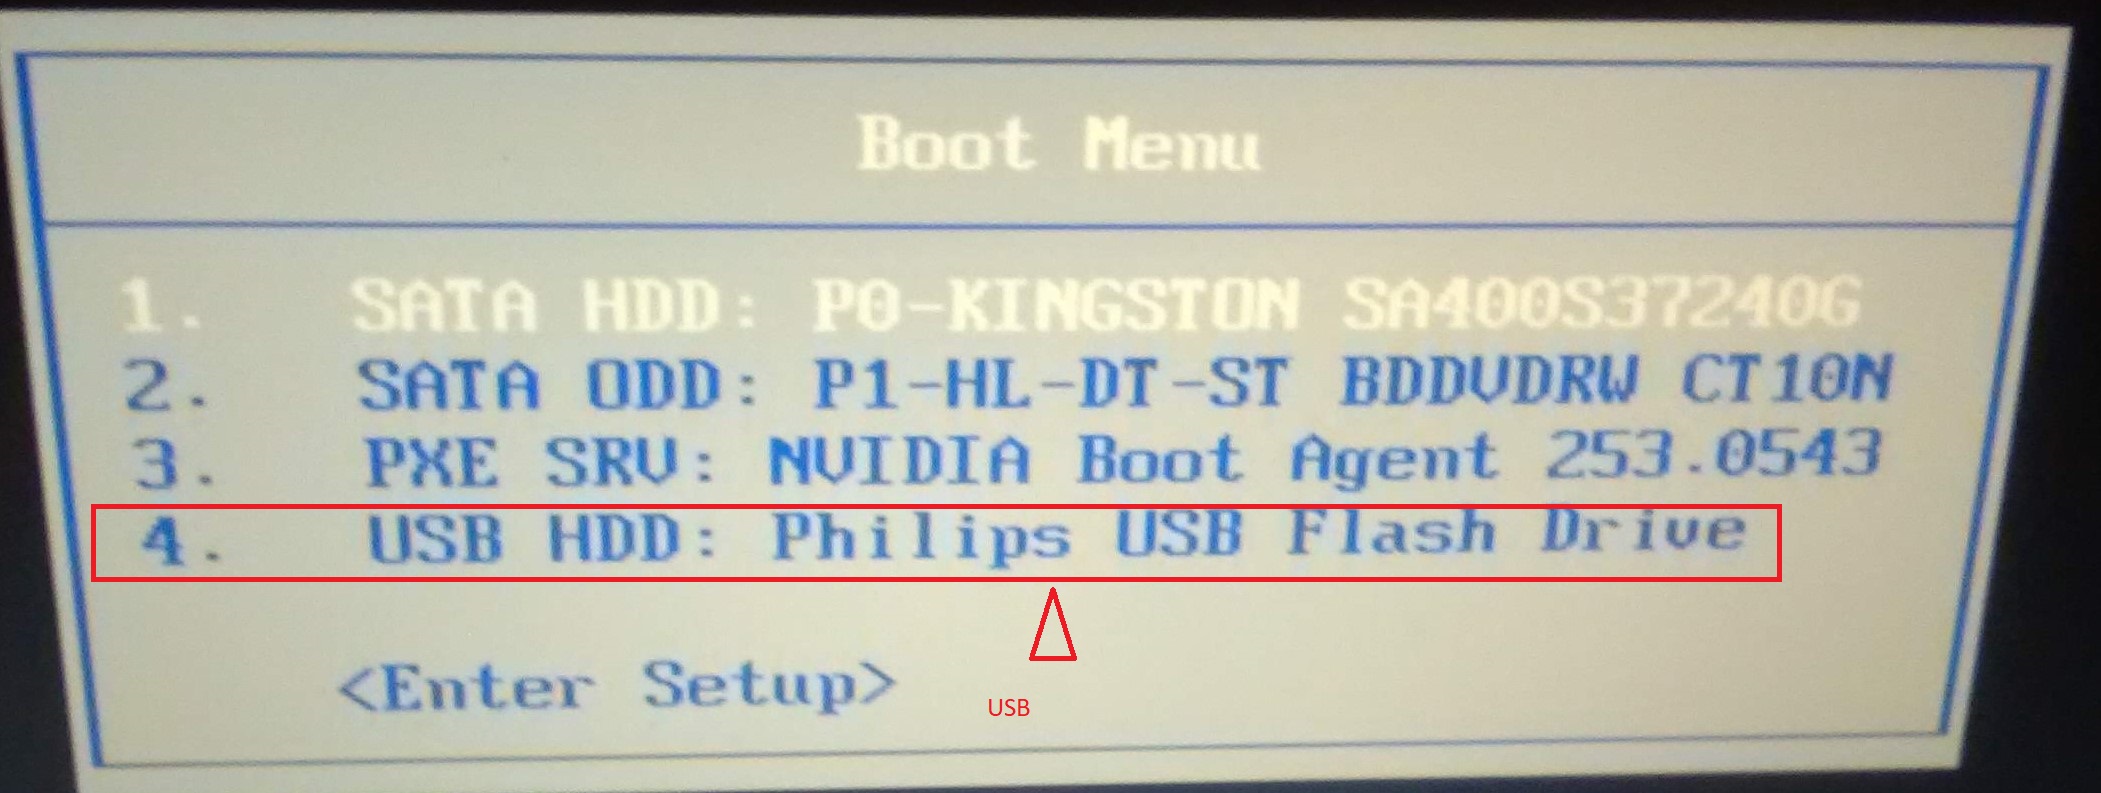 Boot Menu
1. SATA HDD: P0-KINGSTON SA400S37240G
2. SATA ODD: P1-HL-DT-ST BDDVDRW CT10N
3. PXE SRV: NVIDIA Boot Agent 253.0543
4. USB HDD: Philips USB Flash Drive
<Enter Setup>
USB